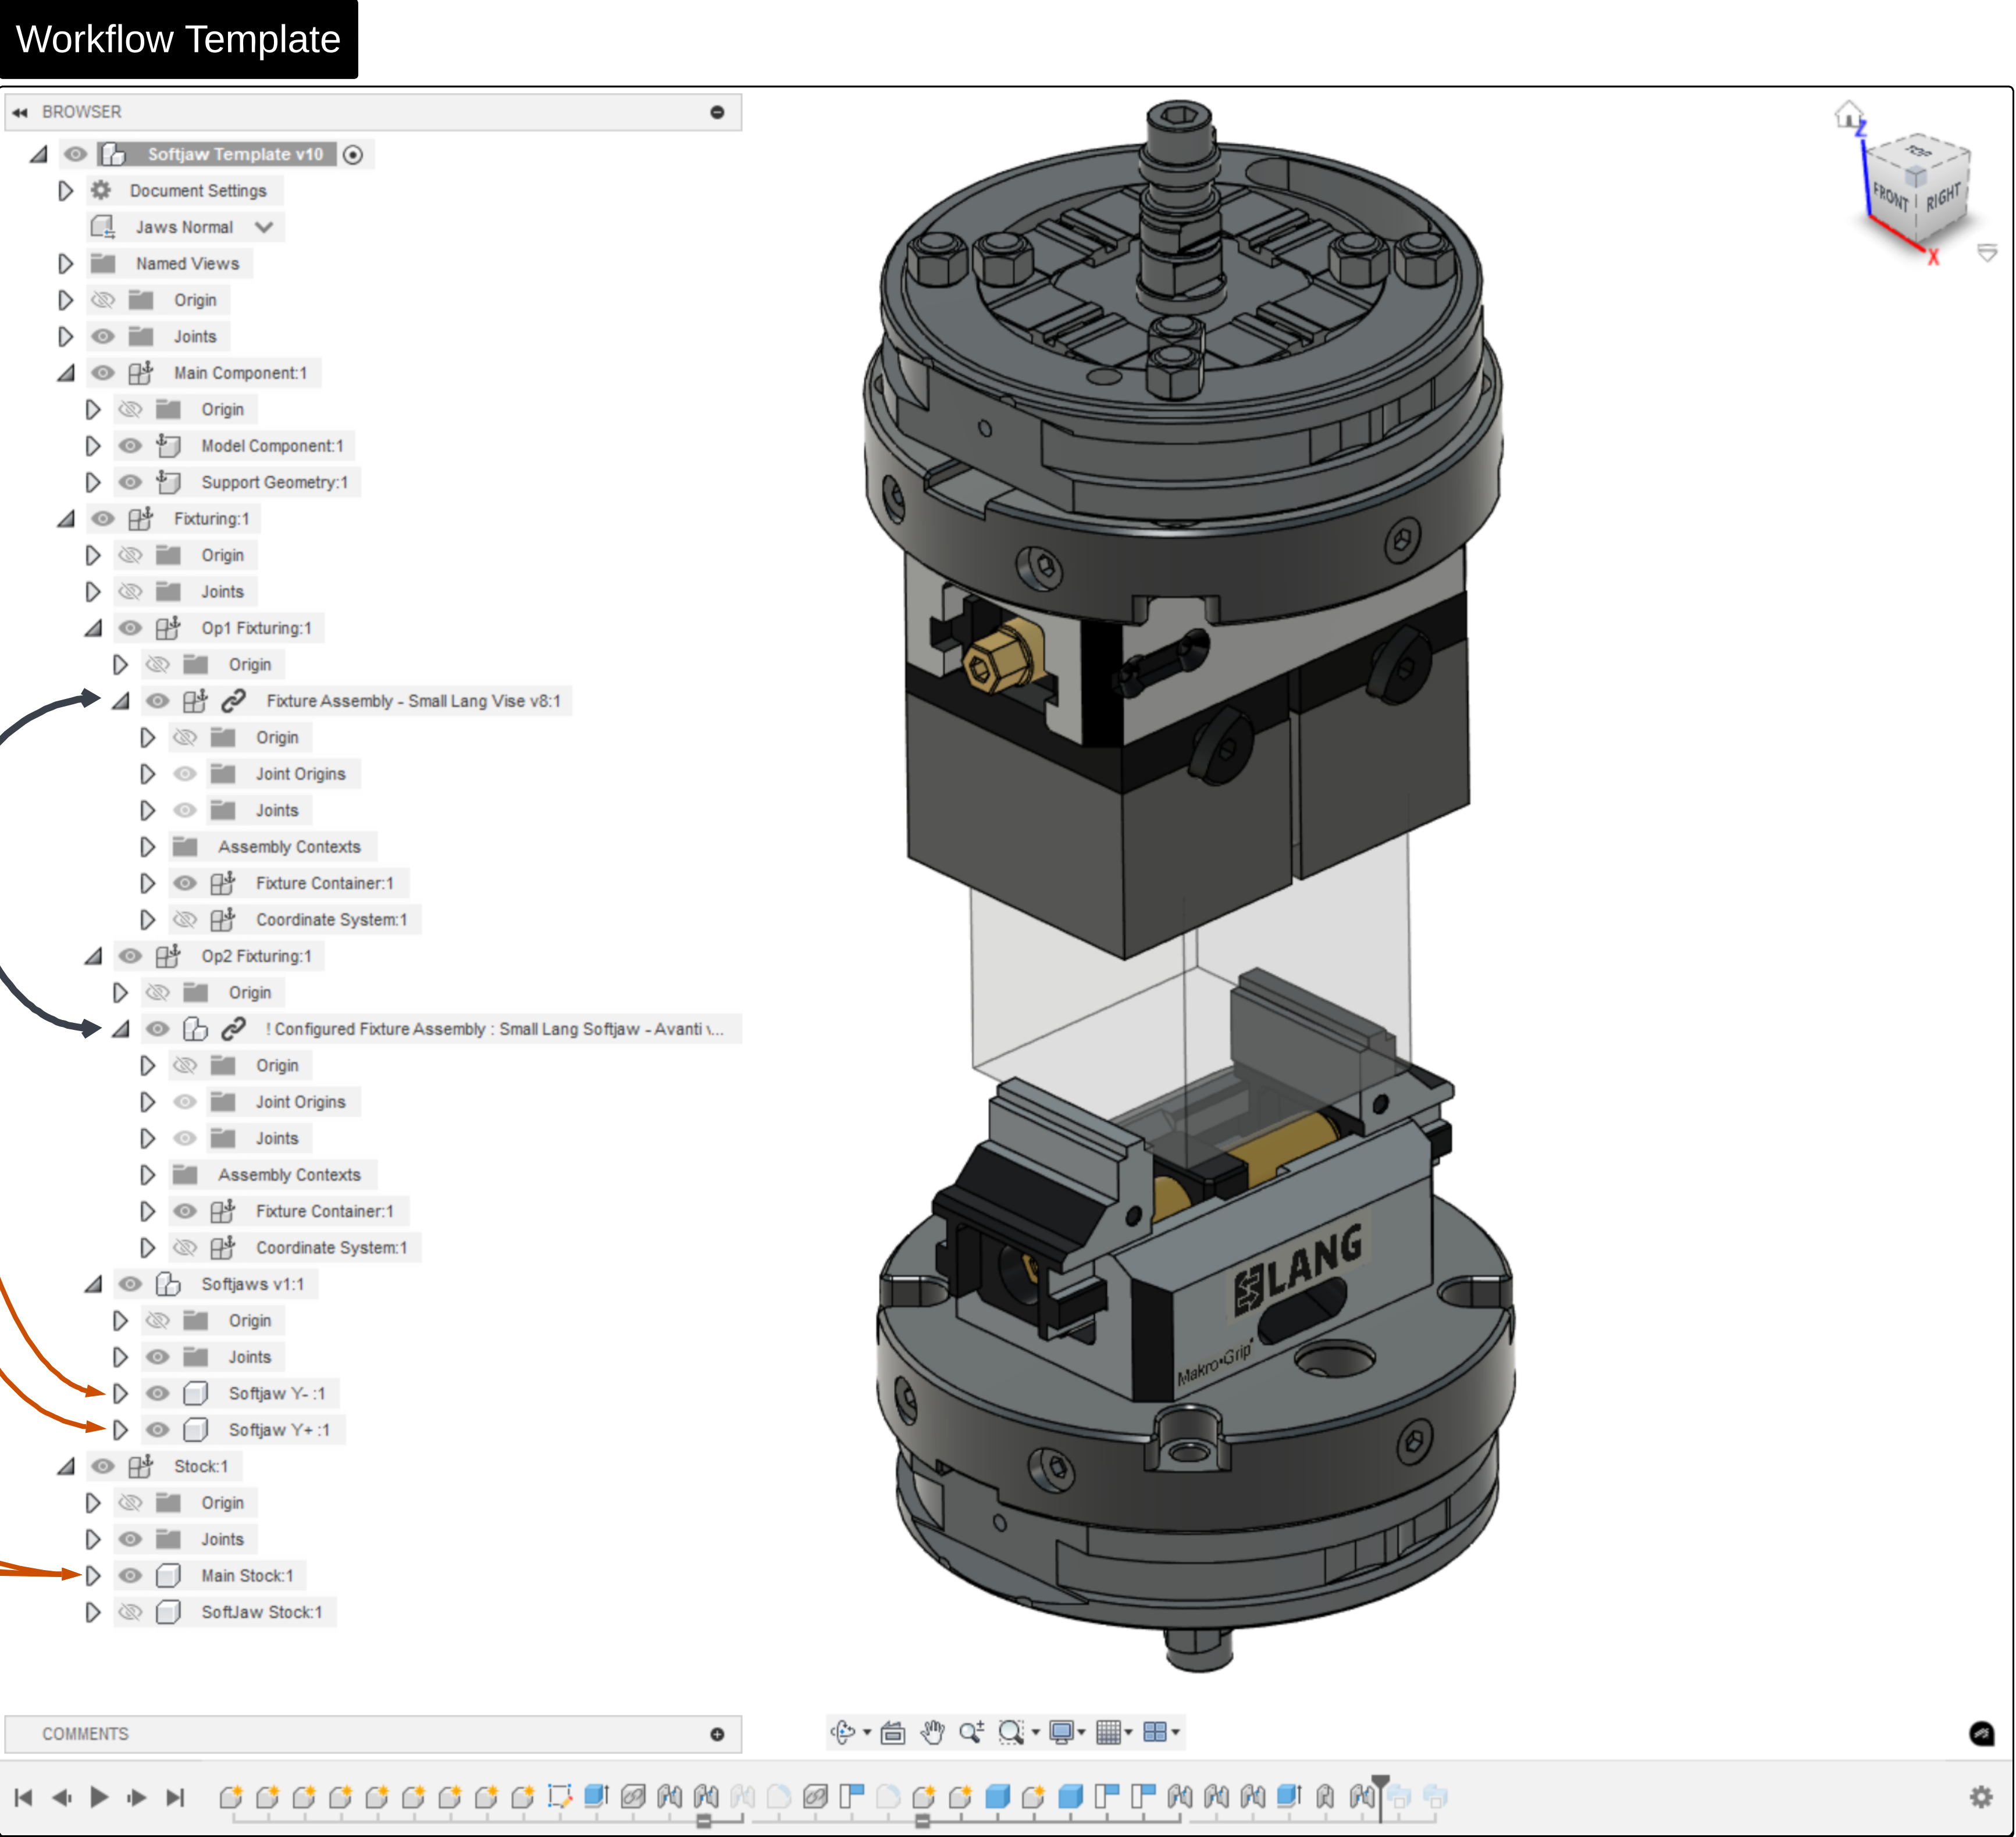 Workflow Template
BROWSER
Softjaw Template v10
Document Settings
Jaws Normal
Named Views
Origin
Joints
Main Component:1
Origin
Model Component:1
Support Geometry:1
Fixturing:1
Origin
Joints
Op1 Fixturing:1
Origin
Fixture Assembly - Small Lang Vise v8:1
Origin
Joint Origins
Joints
Assembly Contexts
Fixture Container:1
Coordinate System:1
Op2 Fixturing:1
Origin
! Configured Fixture Assembly : Small Lang Softjaw - Avanti v...
Origin
Joint Origins
Joints
Assembly Contexts
Fixture Container:1
Coordinate System:1
Softjaws v1:1
Origin
Joints
Softjaw Y- :1
Softjaw Y+ :1
Stock:1
Origin
Joints
Main Stock:1
SoftJaw Stock:1
COMMENTS
Z
TOP
FRONT
RIGHT
X
LANG
Makro•Grip®